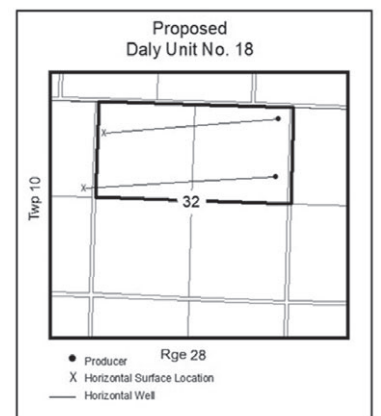 Proposed
Daly Unit No. 18
X
X
32
Twp 10
Rge 28
Producer
X Horizontal Surface Location
Horizontal Well